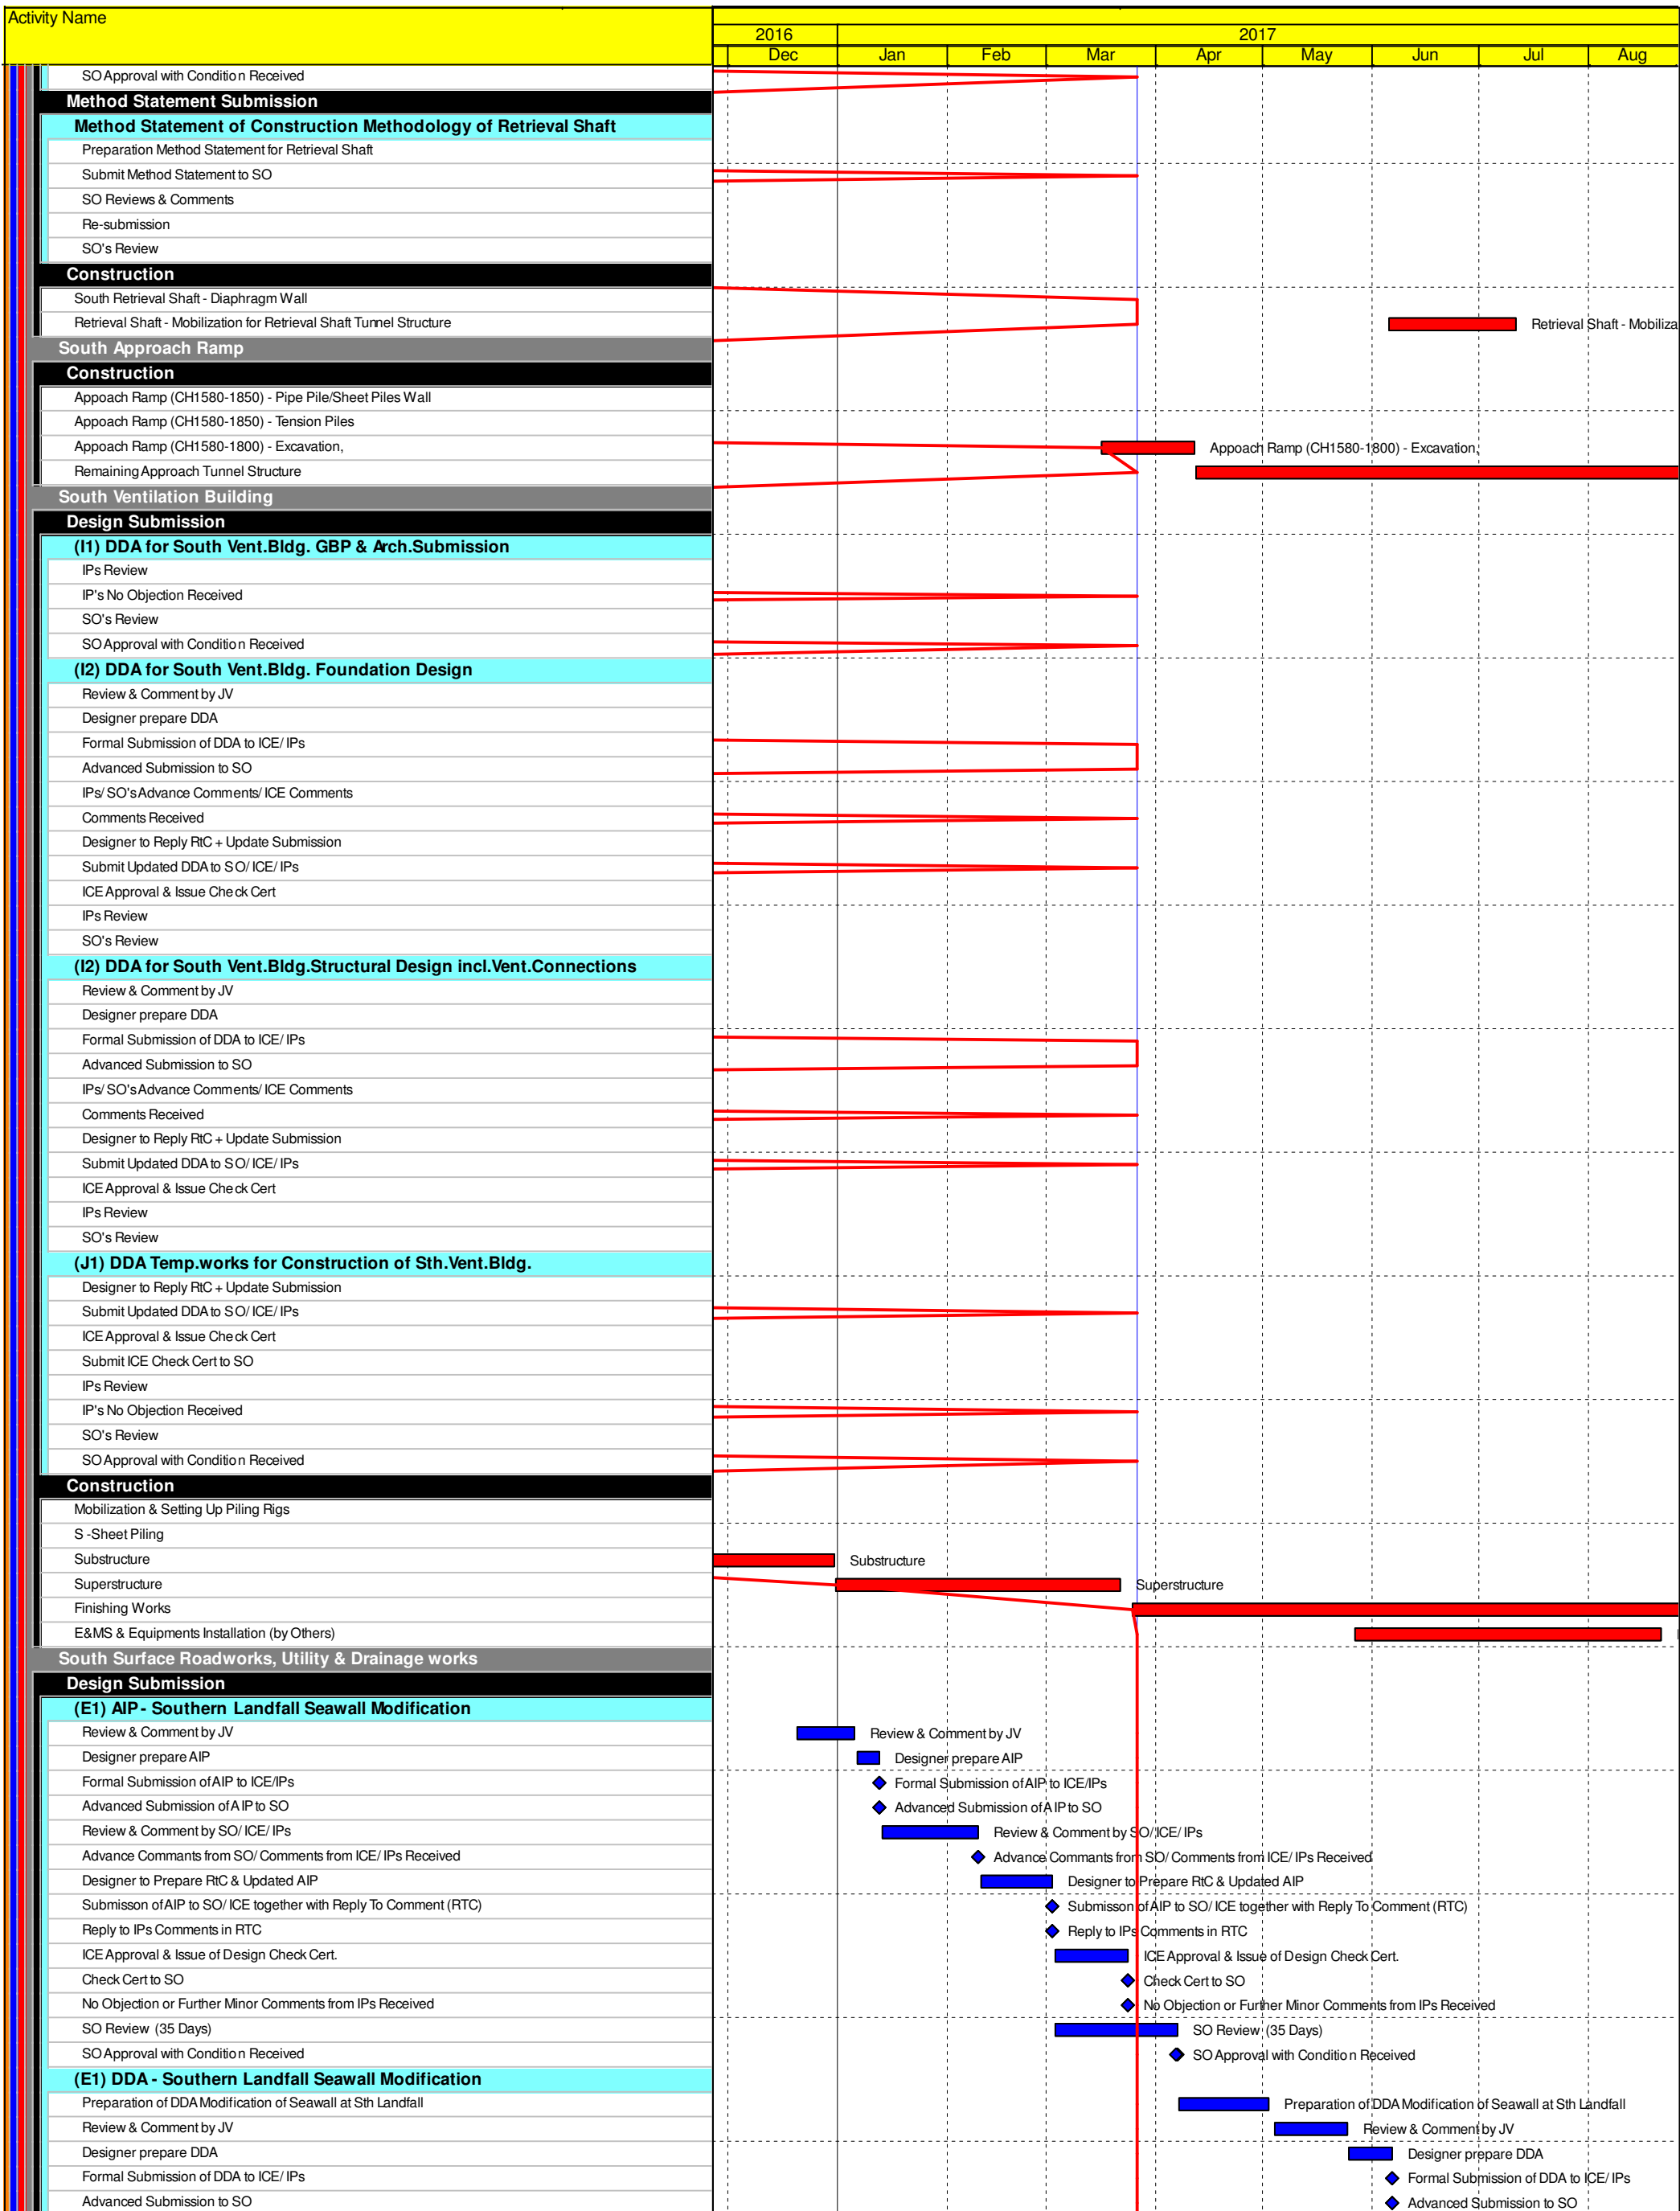 Activity Name
2016 2017
Dec Jan Feb Mar Apr May Jun Jul Aug
SO Approval with Condition Received
Method Statement Submission
Method Statement of Construction Methodology of Retrieval Shaft
Preparation Method Statement for Retrieval Shaft
Submit Method Statement to SO
SO Reviews & Comments
Re-submission
SO's Review
Construction
South Retrieval Shaft - Diaphragm Wall
Retrieval Shaft - Mobilization for Retrieval Shaft Tunnel Structure Retrieval Shaft - Mobiliza
South Approach Ramp
Construction
Appoach Ramp (CH1580-1850) - Pipe Pile/Sheet Piles Wall
Appoach Ramp (CH1580-1850) - Tension Piles
Appoach Ramp (CH1580-1800) - Excavation, Appoach Ramp (CH1580-1800) - Excavation,
Remaining Approach Tunnel Structure
South Ventilation Building
Design Submission
(I1) DDA for South Vent.Bldg. GBP & Arch.Submission
IPs Review
IP's No Objection Received
SO's Review
SO Approval with Condition Received
(I2) DDA for South Vent.Bldg. Foundation Design
Review & Comment by JV
Designer prepare DDA
Formal Submission of DDA to ICE/ IPs
Advanced Submission to SO
IPs/ SO's Advance Comments/ ICE Comments
Comments Received
Designer to Reply RtC + Update Submission
Submit Updated DDA to SO/ ICE/ IPs
ICE Approval & Issue Check Cert
IPs Review
SO's Review
(I2) DDA for South Vent.Bldg.Structural Design incl.Vent.Connections
Review & Comment by JV
Designer prepare DDA
Formal Submission of DDA to ICE/ IPs
Advanced Submission to SO
IPs/ SO's Advance Comments/ ICE Comments
Comments Received
Designer to Reply RtC + Update Submission
Submit Updated DDA to SO/ ICE/ IPs
ICE Approval & Issue Check Cert
IPs Review
SO's Review
(J1) DDA Temp.works for Construction of Sth.Vent.Bldg.
Designer to Reply RtC + Update Submission
Submit Updated DDA to SO/ ICE/ IPs
ICE Approval & Issue Check Cert
Submit ICE Check Cert to SO
IPs Review
IP's No Objection Received
SO's Review
SO Approval with Condition Received
Construction
Mobilization & Setting Up Piling Rigs
S -Sheet Piling
Substructure Substructure
Superstructure Superstructure
Finishing Works
E&MS & Equipments Installation (by Others)
South Surface Roadworks, Utility & Drainage works
Design Submission
(E1) AIP - Southern Landfall Seawall Modification
Review & Comment by JV Review & Comment by JV
Designer prepare AIP Designer prepare AIP
Formal Submission of AIP to ICE/IPs Formal Submission of AIP to ICE/IPs
Advanced Submission of AIP to SO Advanced Submission of AIP to SO
Review & Comment by SO/ ICE/ IPs Review & Comment by SO/ ICE/ IPs
Advance Commants from SO/ Comments from ICE/ IPs Received Advance Commants from SO/ Comments from ICE/ IPs Received
Designer to Prepare RtC & Updated AIP Designer to Prepare RtC & Updated AIP
Submisson of AIP to SO/ ICE together with Reply To Comment (RTC) Submisson of AIP to SO/ ICE together with Reply To Comment (RTC)
Reply to IPs Comments in RTC Reply to IPs Comments in RTC
ICE Approval & Issue of Design Check Cert. ICE Approval & Issue of Design Check Cert.
Check Cert to SO Check Cert to SO
No Objection or Further Minor Comments from IPs Received No Objection or Further Minor Comments from IPs Received
SO Review (35 Days) SO Review (35 Days)
SO Approval with Condition Received SO Approval with Condition Received
(E1) DDA - Southern Landfall Seawall Modification
Preparation of DDA Modification of Seawall at Sth Landfall Preparation of DDA Modification of Seawall at Sth Landfall
Review & Comment by JV Review & Comment by JV
Designer prepare DDA Designer prepare DDA
Formal Submission of DDA to ICE/ IPs Formal Submission of DDA to ICE/ IPs
Advanced Submission to SO Advanced Submission to SO